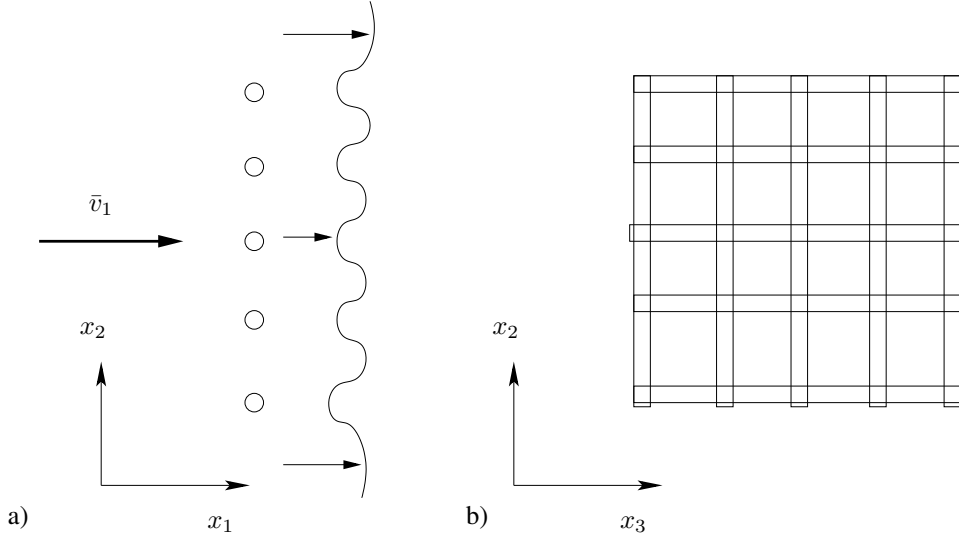 v̄₁
x₂
x₁
a)
x₂
x₃
b)